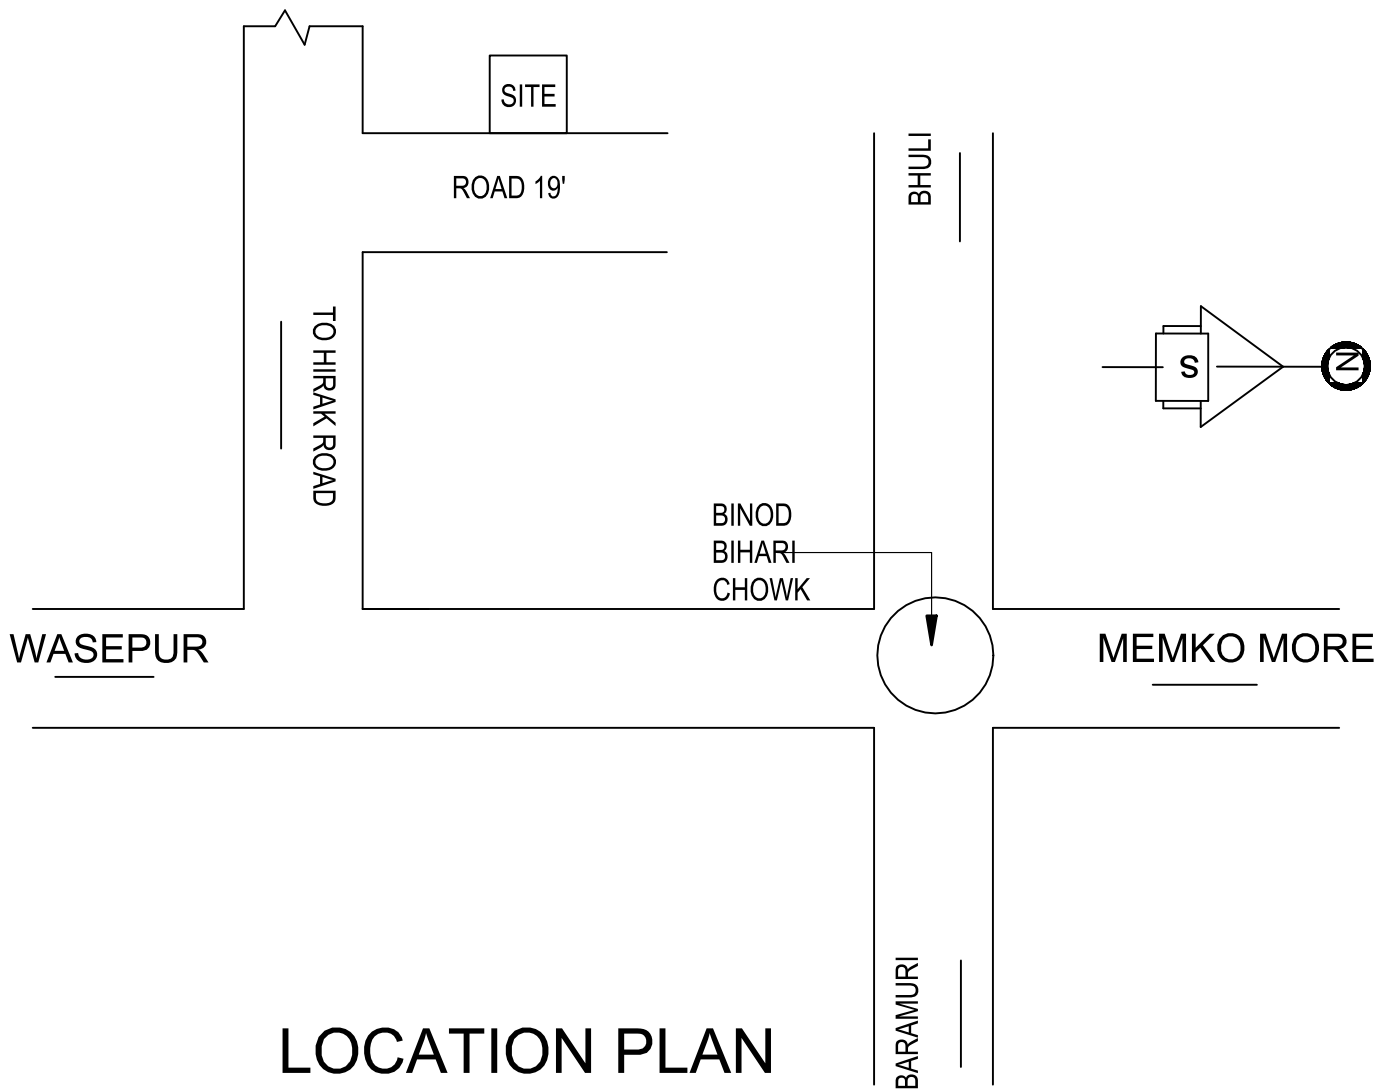 SITE
ROAD 19'
BHULI
TO HIRAK ROAD
S
N
BINOD
BIHARI
CHOWK
WASEPUR
MEMKO MORE
BARAMURI
LOCATION PLAN